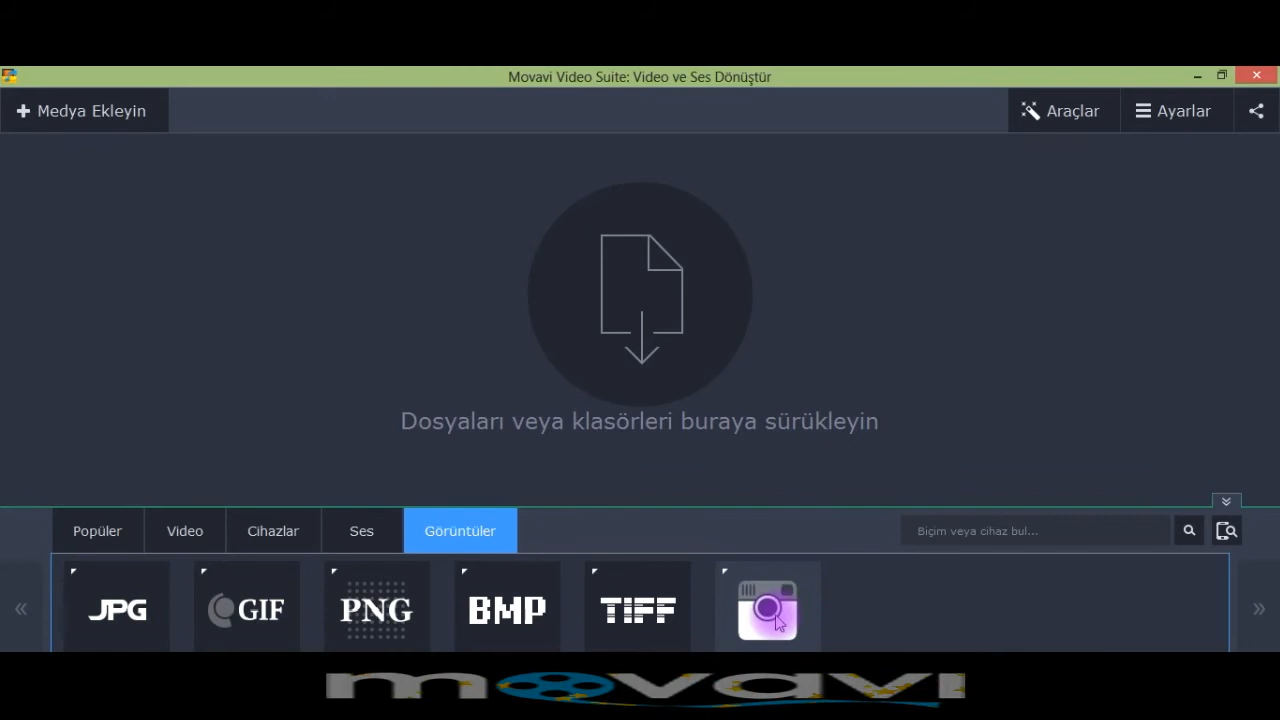 Movavi Video Suite: Video ve Ses Dönüştür
Medya Ekleyin
Araçlar
Ayarlar
Dosyaları veya klasörleri buraya sürükleyin
Popüler
Video
Cihazlar
Ses
Görüntüler
Biçim veya cihaz bul...
JPG
GIF
PNG
BMP
TIFF
movavi